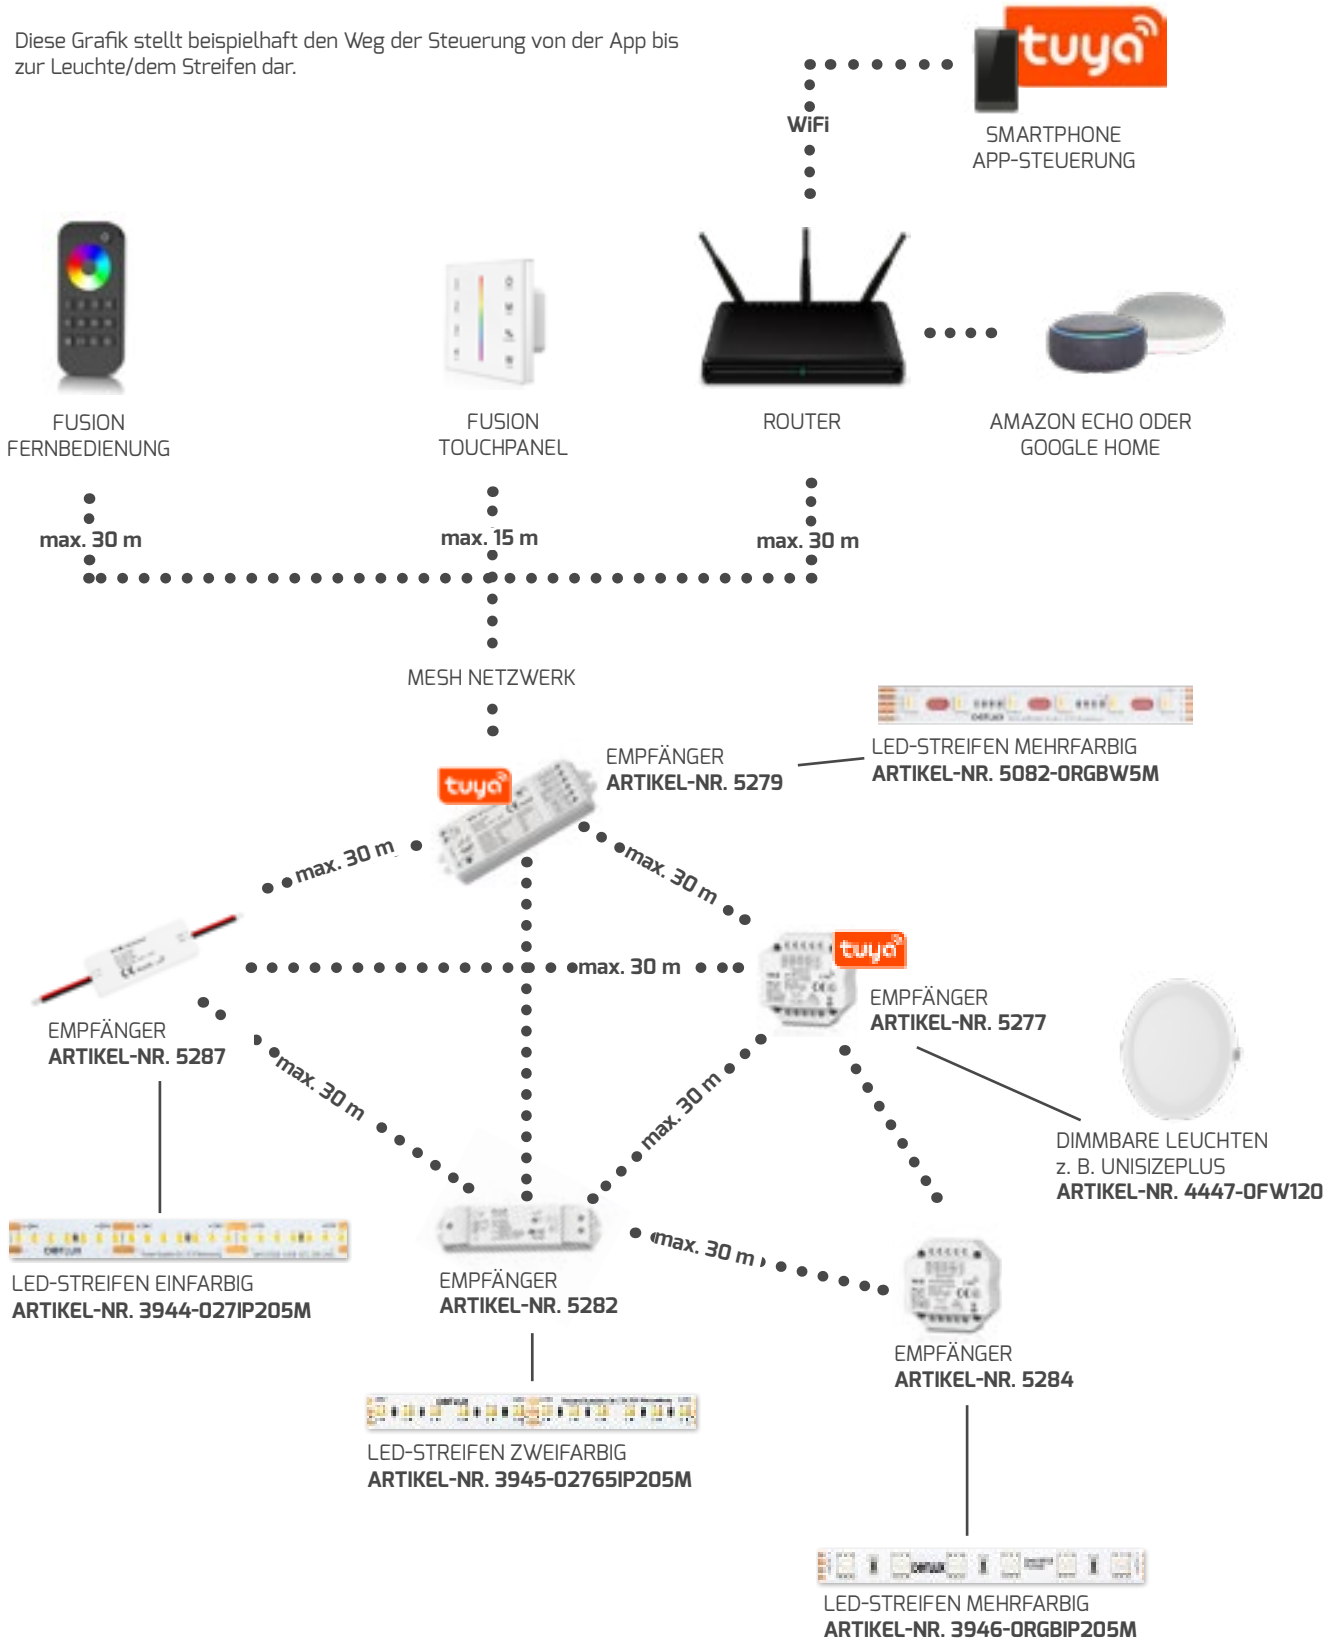 Diese Grafik stellt beispielhaft den Weg der Steuerung von der App bis
zur Leuchte/dem Streifen dar.
tuya
WiFi
SMARTPHONE
APP-STEUERUNG
FUSION
FERNBEDIENUNG
FUSION
TOUCHPANEL
ROUTER
AMAZON ECHO ODER
GOOGLE HOME
max. 30 m
max. 15 m
max. 30 m
MESH NETZWERK
tuya
EMPFÄNGER
ARTIKEL-NR. 5279
LED-STREIFEN MEHRFARBIG
ARTIKEL-NR. 5082-0RGBW5M
max. 30 m
max. 30 m
max. 30 m
tuya
EMPFÄNGER
ARTIKEL-NR. 5277
EMPFÄNGER
ARTIKEL-NR. 5287
max. 30 m
max. 30 m
DIMMBARE LEUCHTEN
z. B. UNISIZEPLUS
ARTIKEL-NR. 4447-0FW120
max. 30 m
LED-STREIFEN EINFARBIG
ARTIKEL-NR. 3944-027IP205M
EMPFÄNGER
ARTIKEL-NR. 5282
EMPFÄNGER
ARTIKEL-NR. 5284
LED-STREIFEN ZWEIFARBIG
ARTIKEL-NR. 3945-02765IP205M
LED-STREIFEN MEHRFARBIG
ARTIKEL-NR. 3946-0RGBIP205M